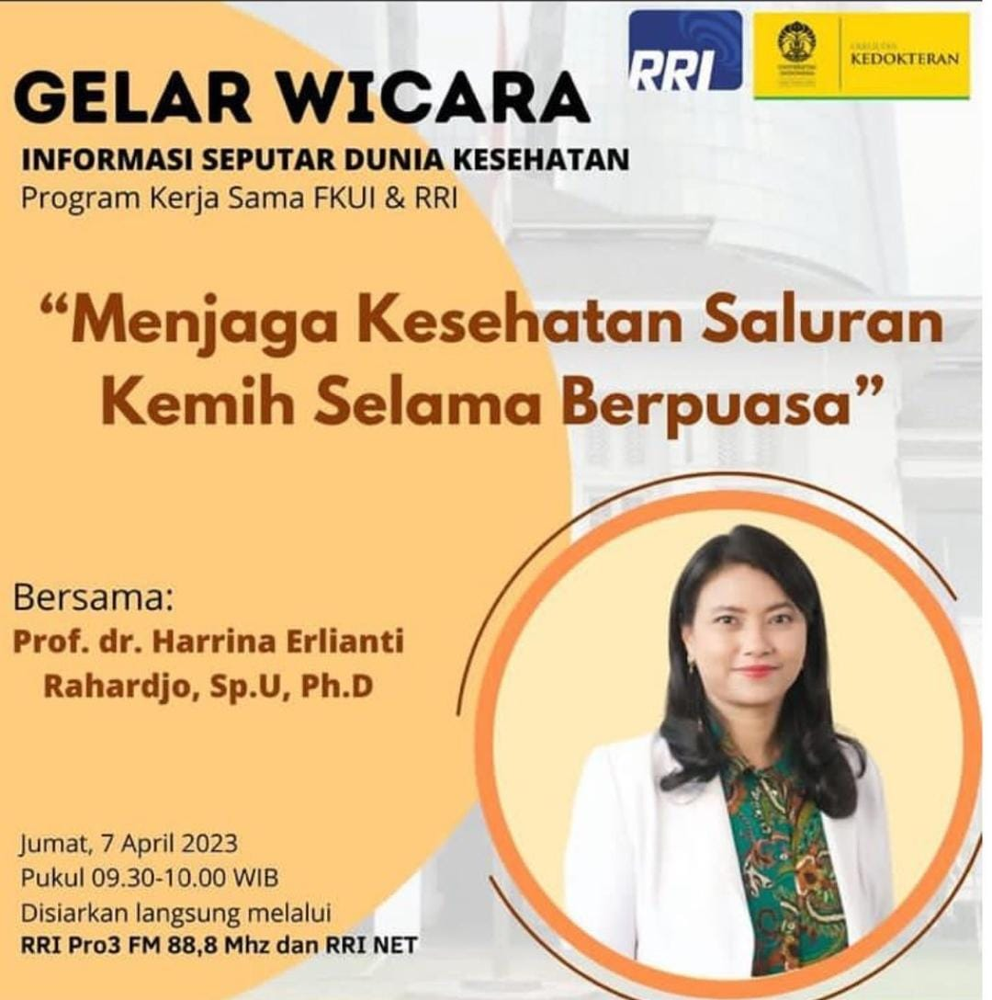 RRI
UNIVERSITAS
INDONESIA
FAKULTAS
KEDOKTERAN
GELAR WICARA
INFORMASI SEPUTAR DUNIA KESEHATAN
Program Kerja Sama FKUI & RRI
“Menjaga Kesehatan Saluran
Kemih Selama Berpuasa”
Bersama:
Prof. dr. Harrina Erlianti
Rahardjo, Sp.U, Ph.D
Jumat, 7 April 2023
Pukul 09.30-10.00 WIB
Disiarkan langsung melalui
RRI Pro3 FM 88,8 Mhz dan RRI NET